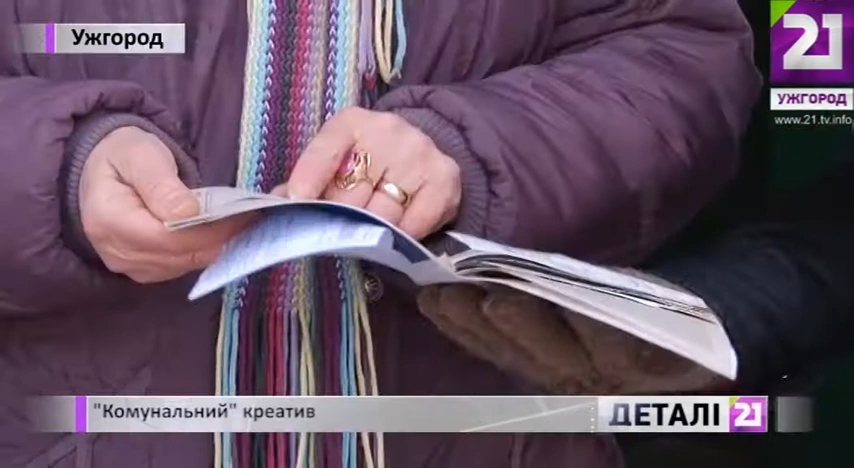 Ужгород
21
УЖГОРОД
www.21.tv.info
"Комунальний" креатив
ДЕТАЛІ 21